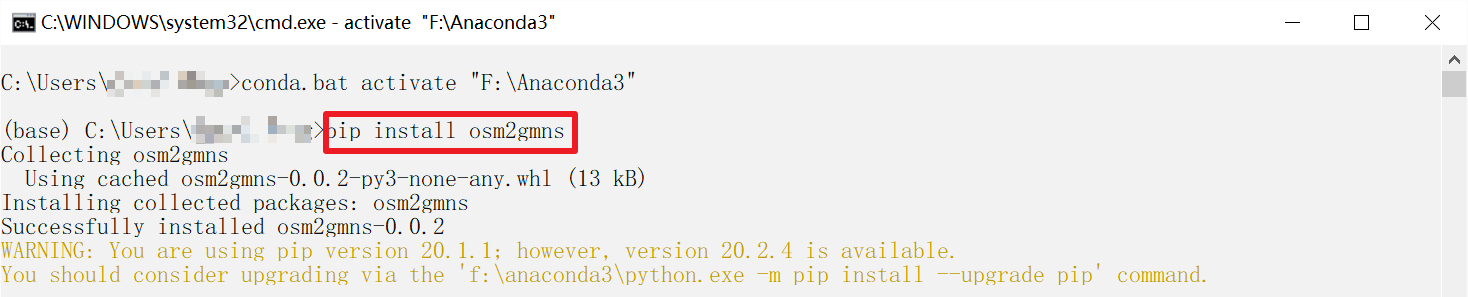 C:\WINDOWS\system32\cmd.exe - activate "F:\Anaconda3"
C:\Users\>conda.bat activate "F:\Anaconda3"
(base) C:\Users\>pip install osm2gmns
Collecting osm2gmns
Using cached osm2gmns-0.0.2-py3-none-any.whl (13 kB)
Installing collected packages: osm2gmns
Successfully installed osm2gmns-0.0.2
WARNING: You are using pip version 20.1.1; however, version 20.2.4 is available.
You should consider upgrading via the 'f:\anaconda3\python.exe -m pip install --upgrade pip' command.